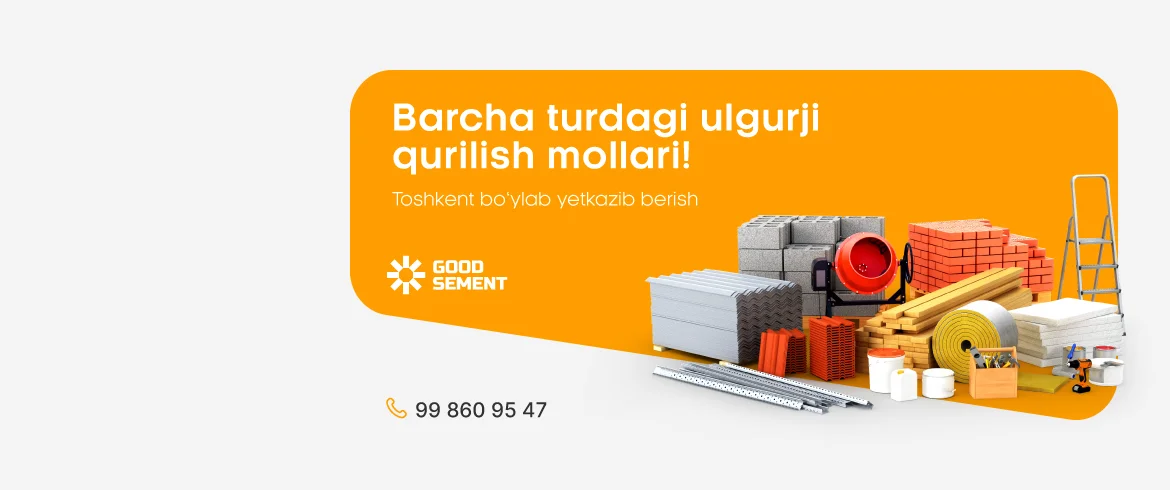 Barcha turdagi ulgurji
qurilish mollari!
Toshkent bo'ylab yetkazib berish
GOOD
SEMENT
99 860 95 47